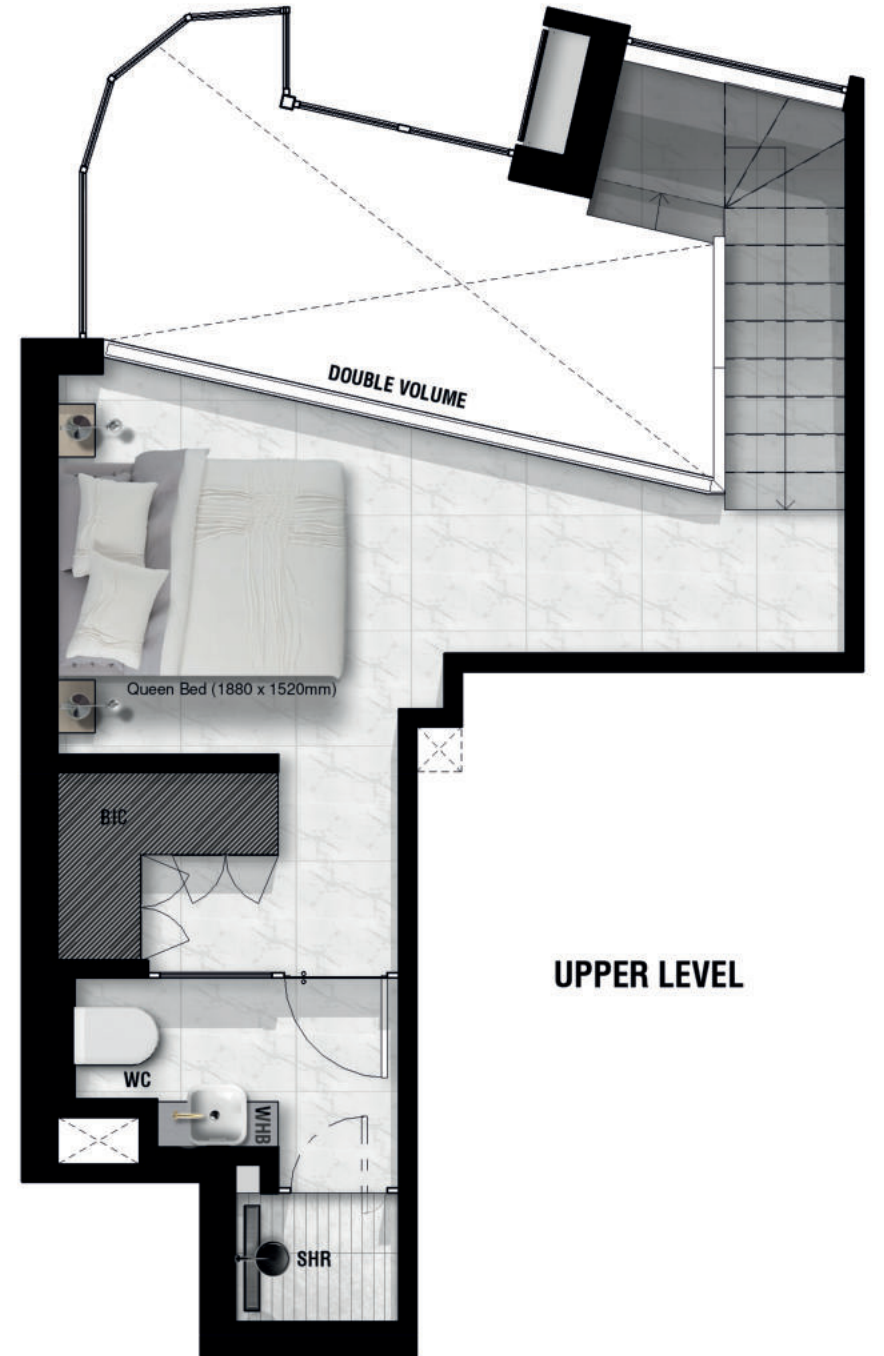 DOUBLE VOLUME
Queen Bed (1880 x 1520mm)
BIC
UPPER LEVEL
WC
WHB
SHR